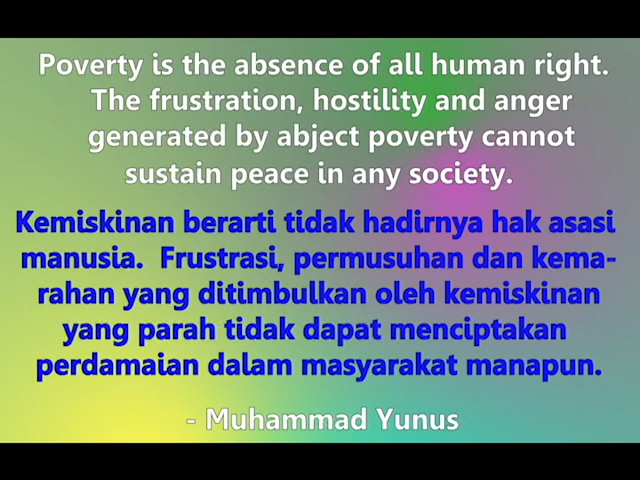 Poverty is the absence of all human right.
The frustration, hostility and anger
generated by abject poverty cannot
sustain peace in any society.
Kemiskinan berarti tidak hadirnya hak asasi
manusia. Frustrasi, permusuhan dan kema-
rahan yang ditimbulkan oleh kemiskinan
yang parah tidak dapat menciptakan
perdamaian dalam masyarakat manapun.
- Muhammad Yunus